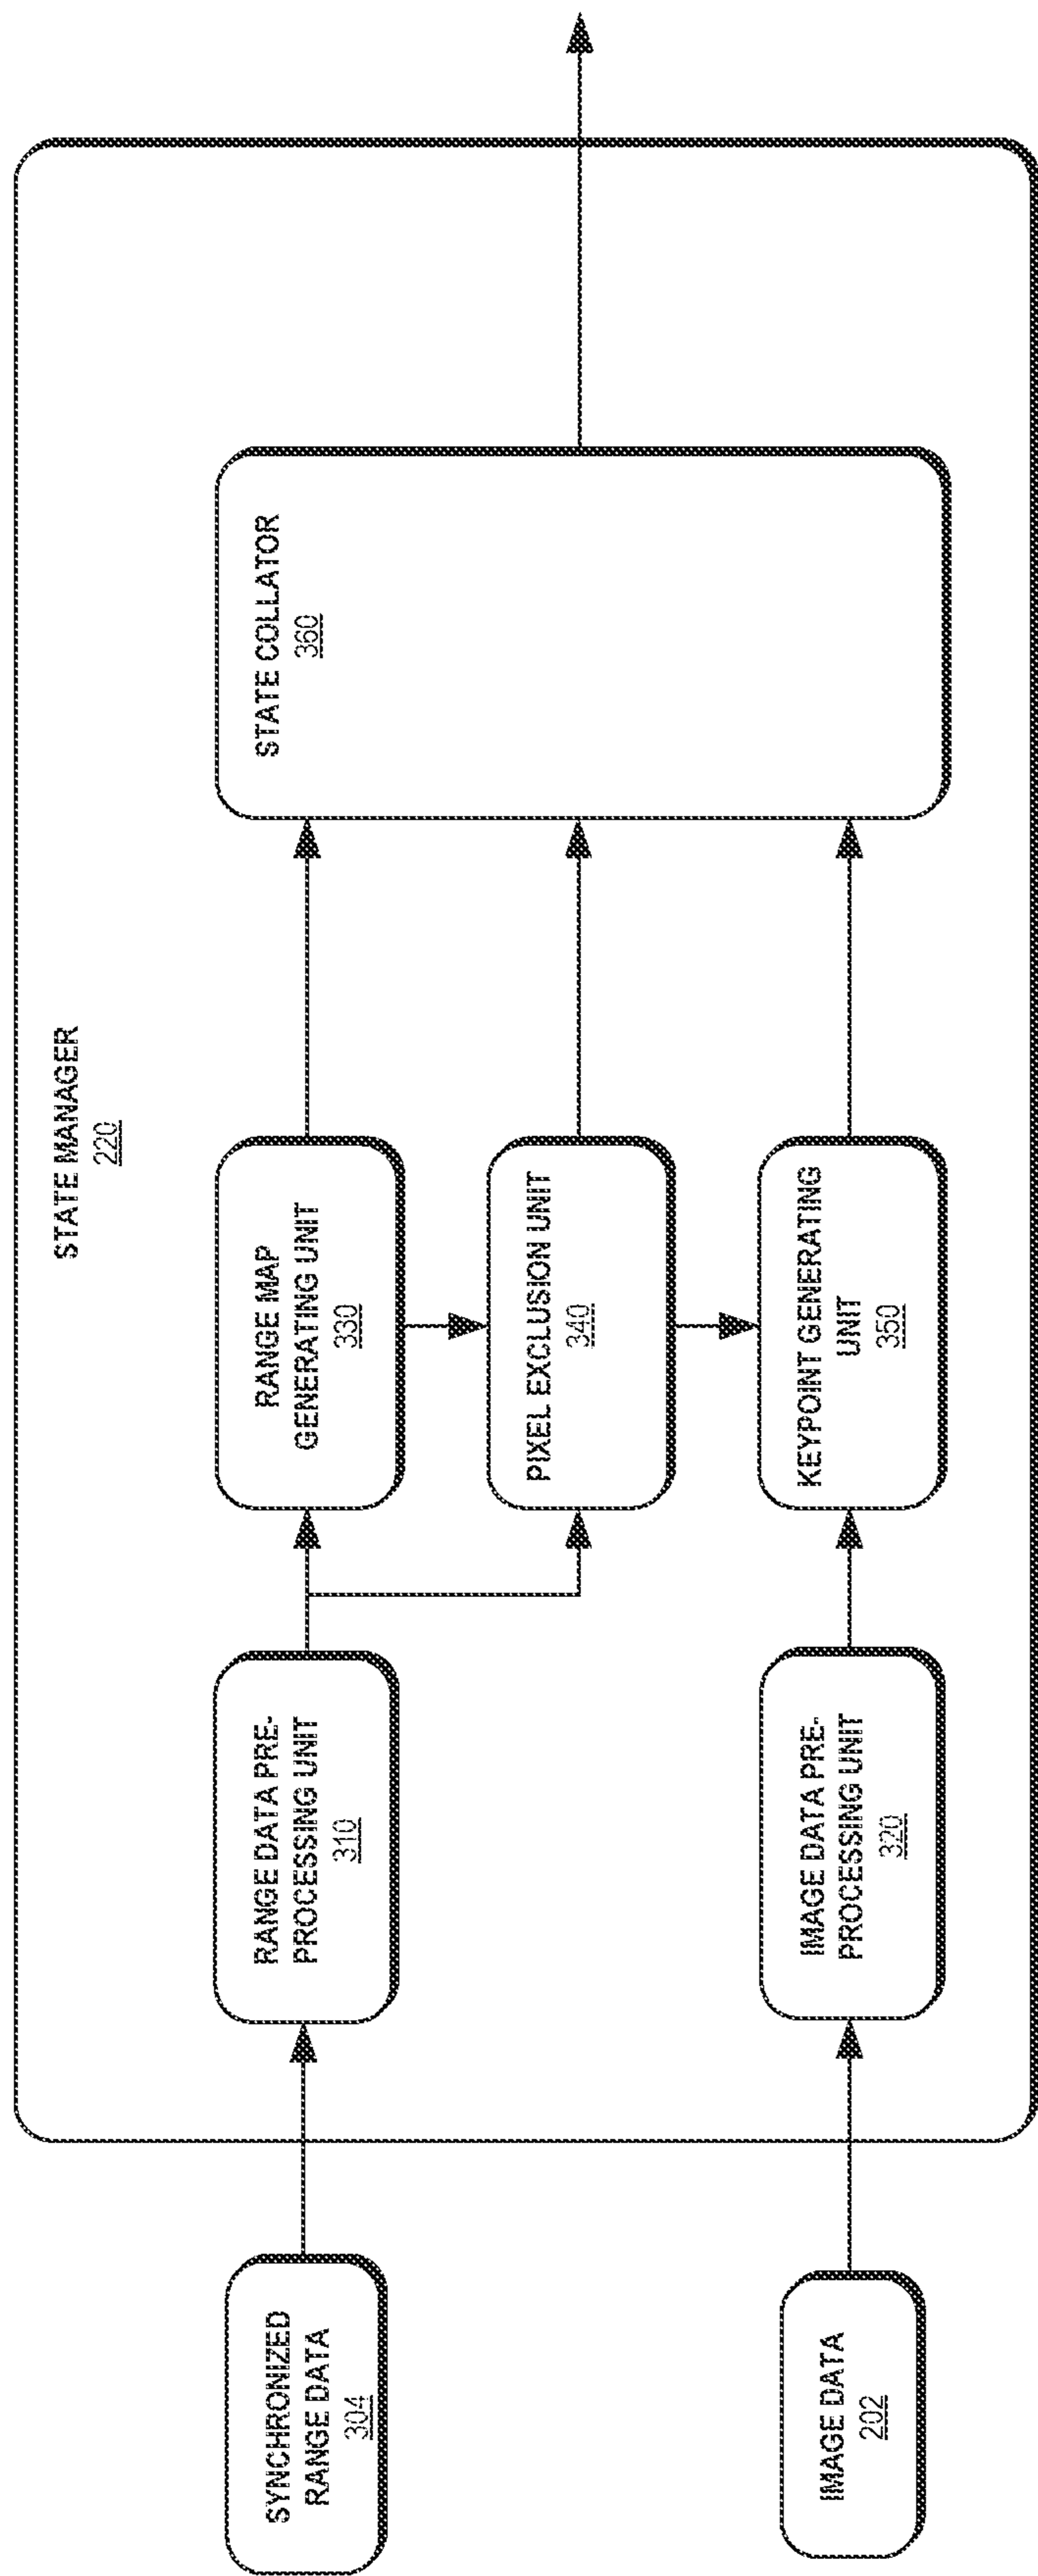 STATE MANAGER
220
SYNCHRONIZED
RANGE DATA
304
RANGE DATA PRE-
PROCESSING UNIT
310
RANGE MAP
GENERATING UNIT
330
STATE COLLATOR
360
PIXEL EXCLUSION UNIT
340
IMAGE DATA
202
IMAGE DATA PRE-
PROCESSING UNIT
320
KEYPOINT GENERATING
UNIT
350